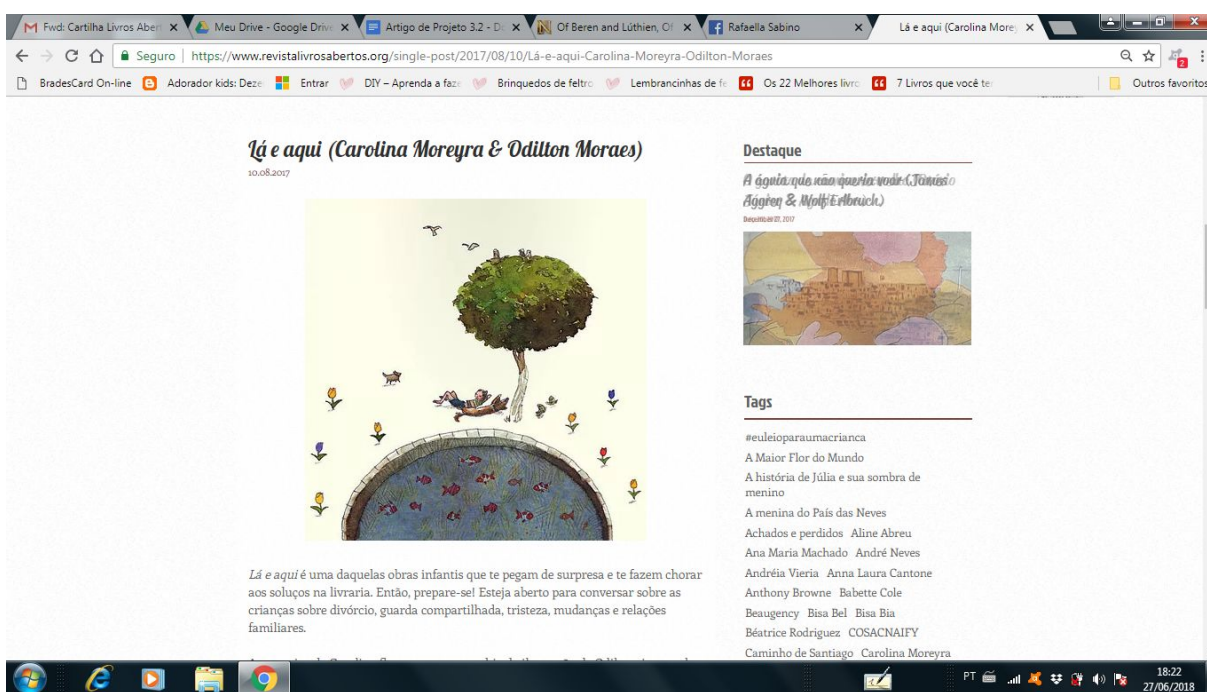 Fwd: Cartilha Livros Aber
Meu Drive - Google Drive
Artigo de Projeto 3.2 - D
Of Beren and Lúthien, Of
Rafaella Sabino
Lá e aqui (Carolina Morey
Seguro | https://www.revistalivrosabertos.org/single-post/2017/08/10/Lá-e-aqui-Carolina-Moreyra-Odilton-Moraes
BradesCard On-line
Adorador kids: Deze
Entrar
DIY – Aprenda a faze
Brinquedos de feltro
Lembrancinhas de fe
Os 22 Melhores livro
7 Livros que você te
Outros favoritos
Lá e aqui (Carolina Moreyra & Odilton Moraes)
10.08.2017
Lá e aqui é uma daquelas obras infantis que te pegam de surpresa e te fazem chorar
aos soluços na livraria. Então, prepare-se! Esteja aberto para conversar sobre as
crianças sobre divórcio, guarda compartilhada, tristeza, mudanças e relações
familiares.
Destaque
Tags
#euleioparaumacrianca
A Maior Flor do Mundo
A história de Júlia e sua sombra de
menino
A menina do País das Neves
Achados e perdidos Aline Abreu
Ana Maria Machado André Neves
Andréia Vieria Anna Laura Cantone
Anthony Browne Babette Cole
Beaugency Bisa Bel Bisa Bia
Béatrice Rodriguez COSACNAIFY
Caminho de Santiago Carolina Moreyra
2
PT
18:22
27/06/2018